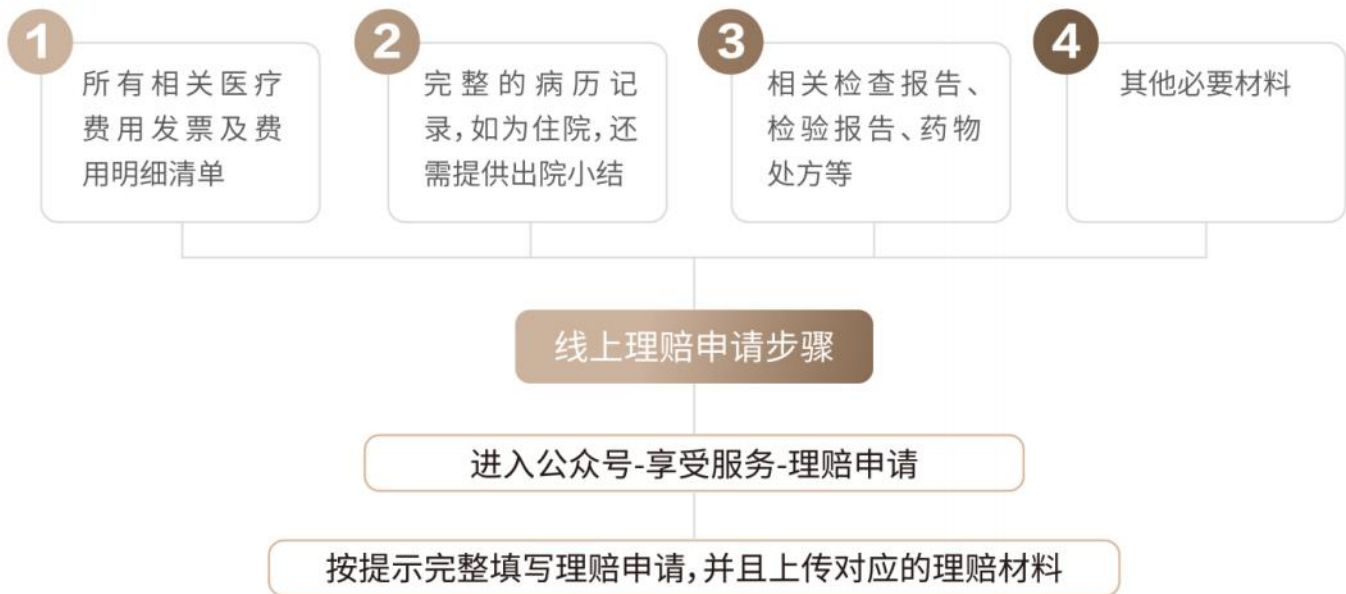 1
所有相关医疗
费用发票及费
用明细清单
2
完整的病历记
录，如为住院，还
需提供出院小结
3
相关检查报告、
检验报告、药物
处方等
4
其他必要材料
线上理赔申请步骤
进入公众号-享受服务-理赔申请
按提示完整填写理赔申请，并且上传对应的理赔材料